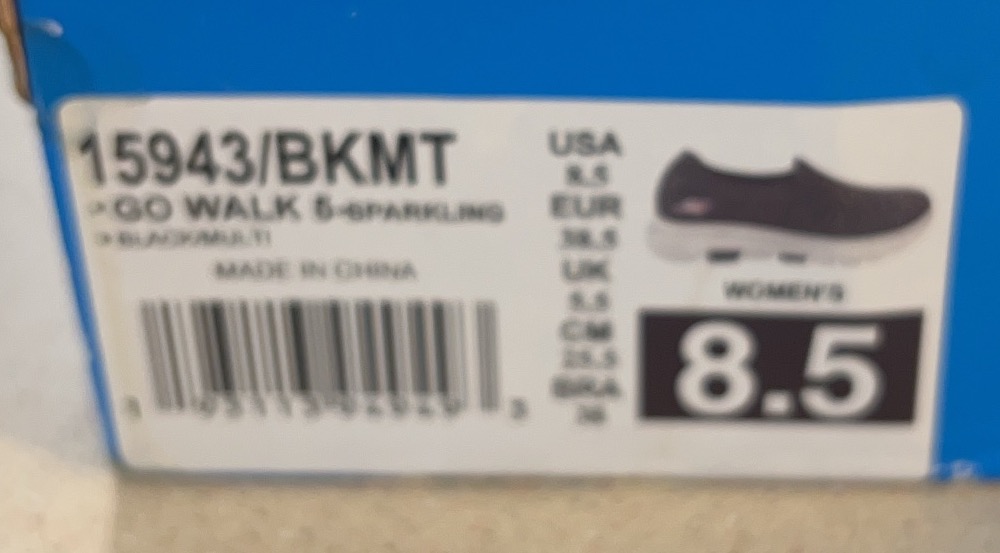 15943/BKMT
GO WALK 5-SPARKLING
BLACK/MULTI
MADE IN CHINA
USA
8.5
EUR
38.5
UK
5.5
CM
25.5
BRA
36
WOMEN'S
8.5